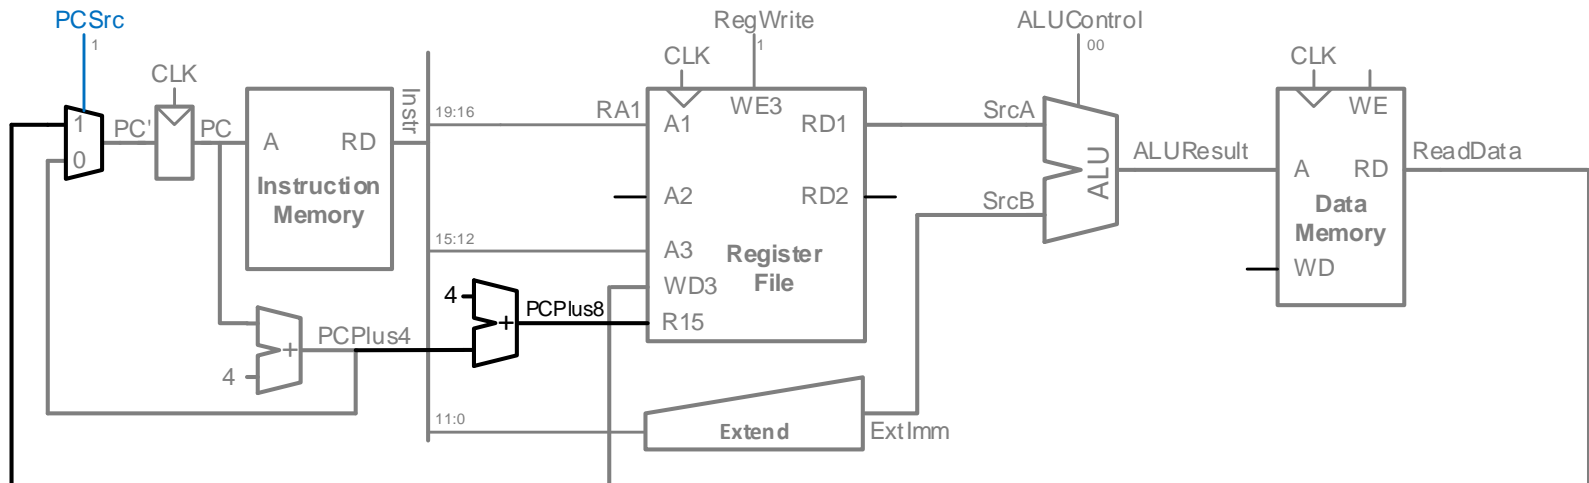 PCSrc
1
RegWrite
1
ALUControl
00
CLK
CLK
CLK
1
0
PC'
PC
A
RD
Instruction
Memory
Instr
19:16
RA1
A1
WE3
RD1
SrcA
ALU
ALUResult
WE
A
RD
ReadData
Data
Memory
WD
A2
RD2
SrcB
15:12
A3
Register
File
WD3
R15
4
+
PCPlus8
4
+
PCPlus4
11:0
Extend
ExtImm